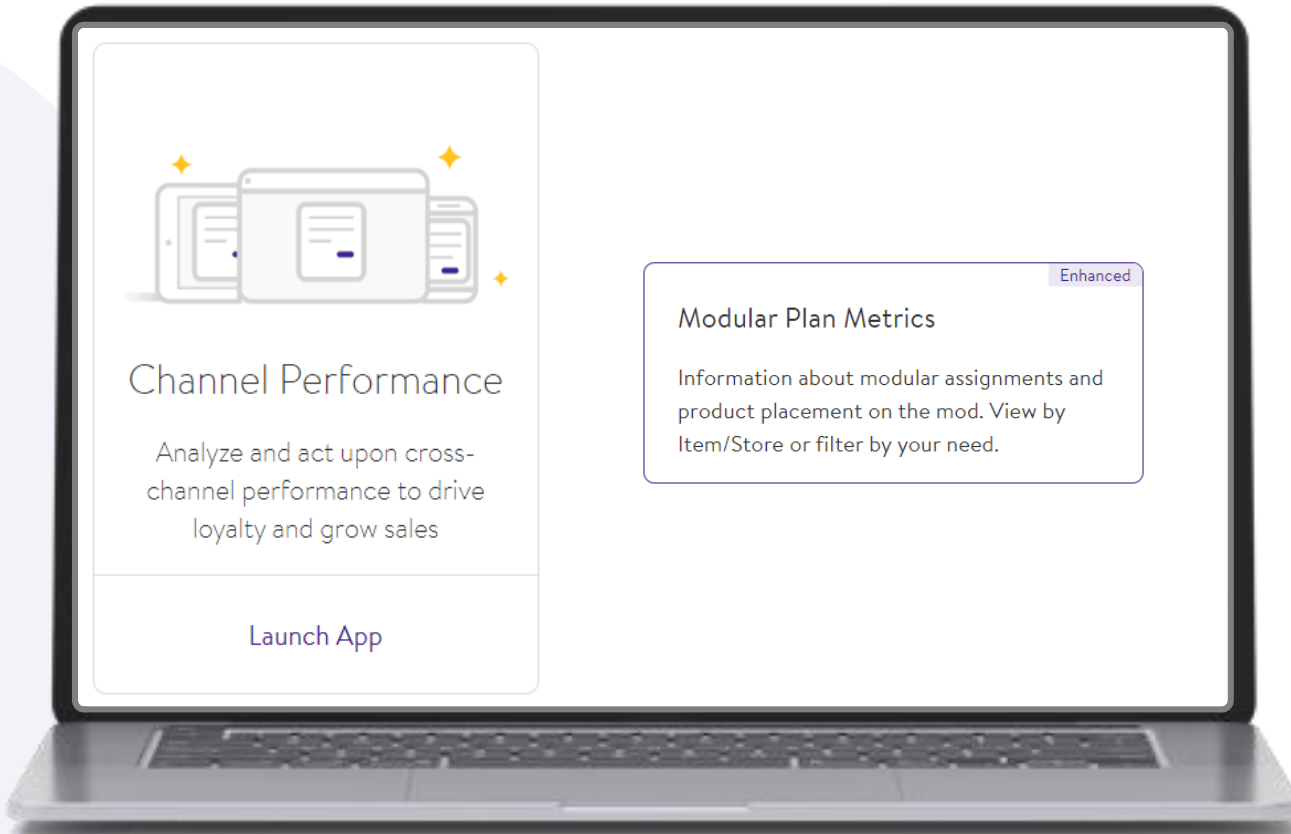 Channel Performance
Analyze and act upon cross-
channel performance to drive
loyalty and grow sales
Launch App
Enhanced
Modular Plan Metrics
Information about modular assignments and
product placement on the mod. View by
Item/Store or filter by your need.